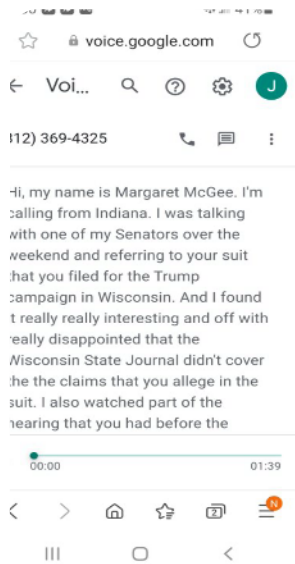 voice.google.com
Voi...
J
312) 369-4325
Hi, my name is Margaret McGee. I'm
calling from Indiana. I was talking
with one of my Senators over the
weekend and referring to your suit
that you filed for the Trump
campaign in Wisconsin. And I found
it really really interesting and off with
really disappointed that the
Wisconsin State Journal didn't cover
the the claims that you allege in the
suit. I also watched part of the
hearing that you had before the
00:00 01:39
2 N